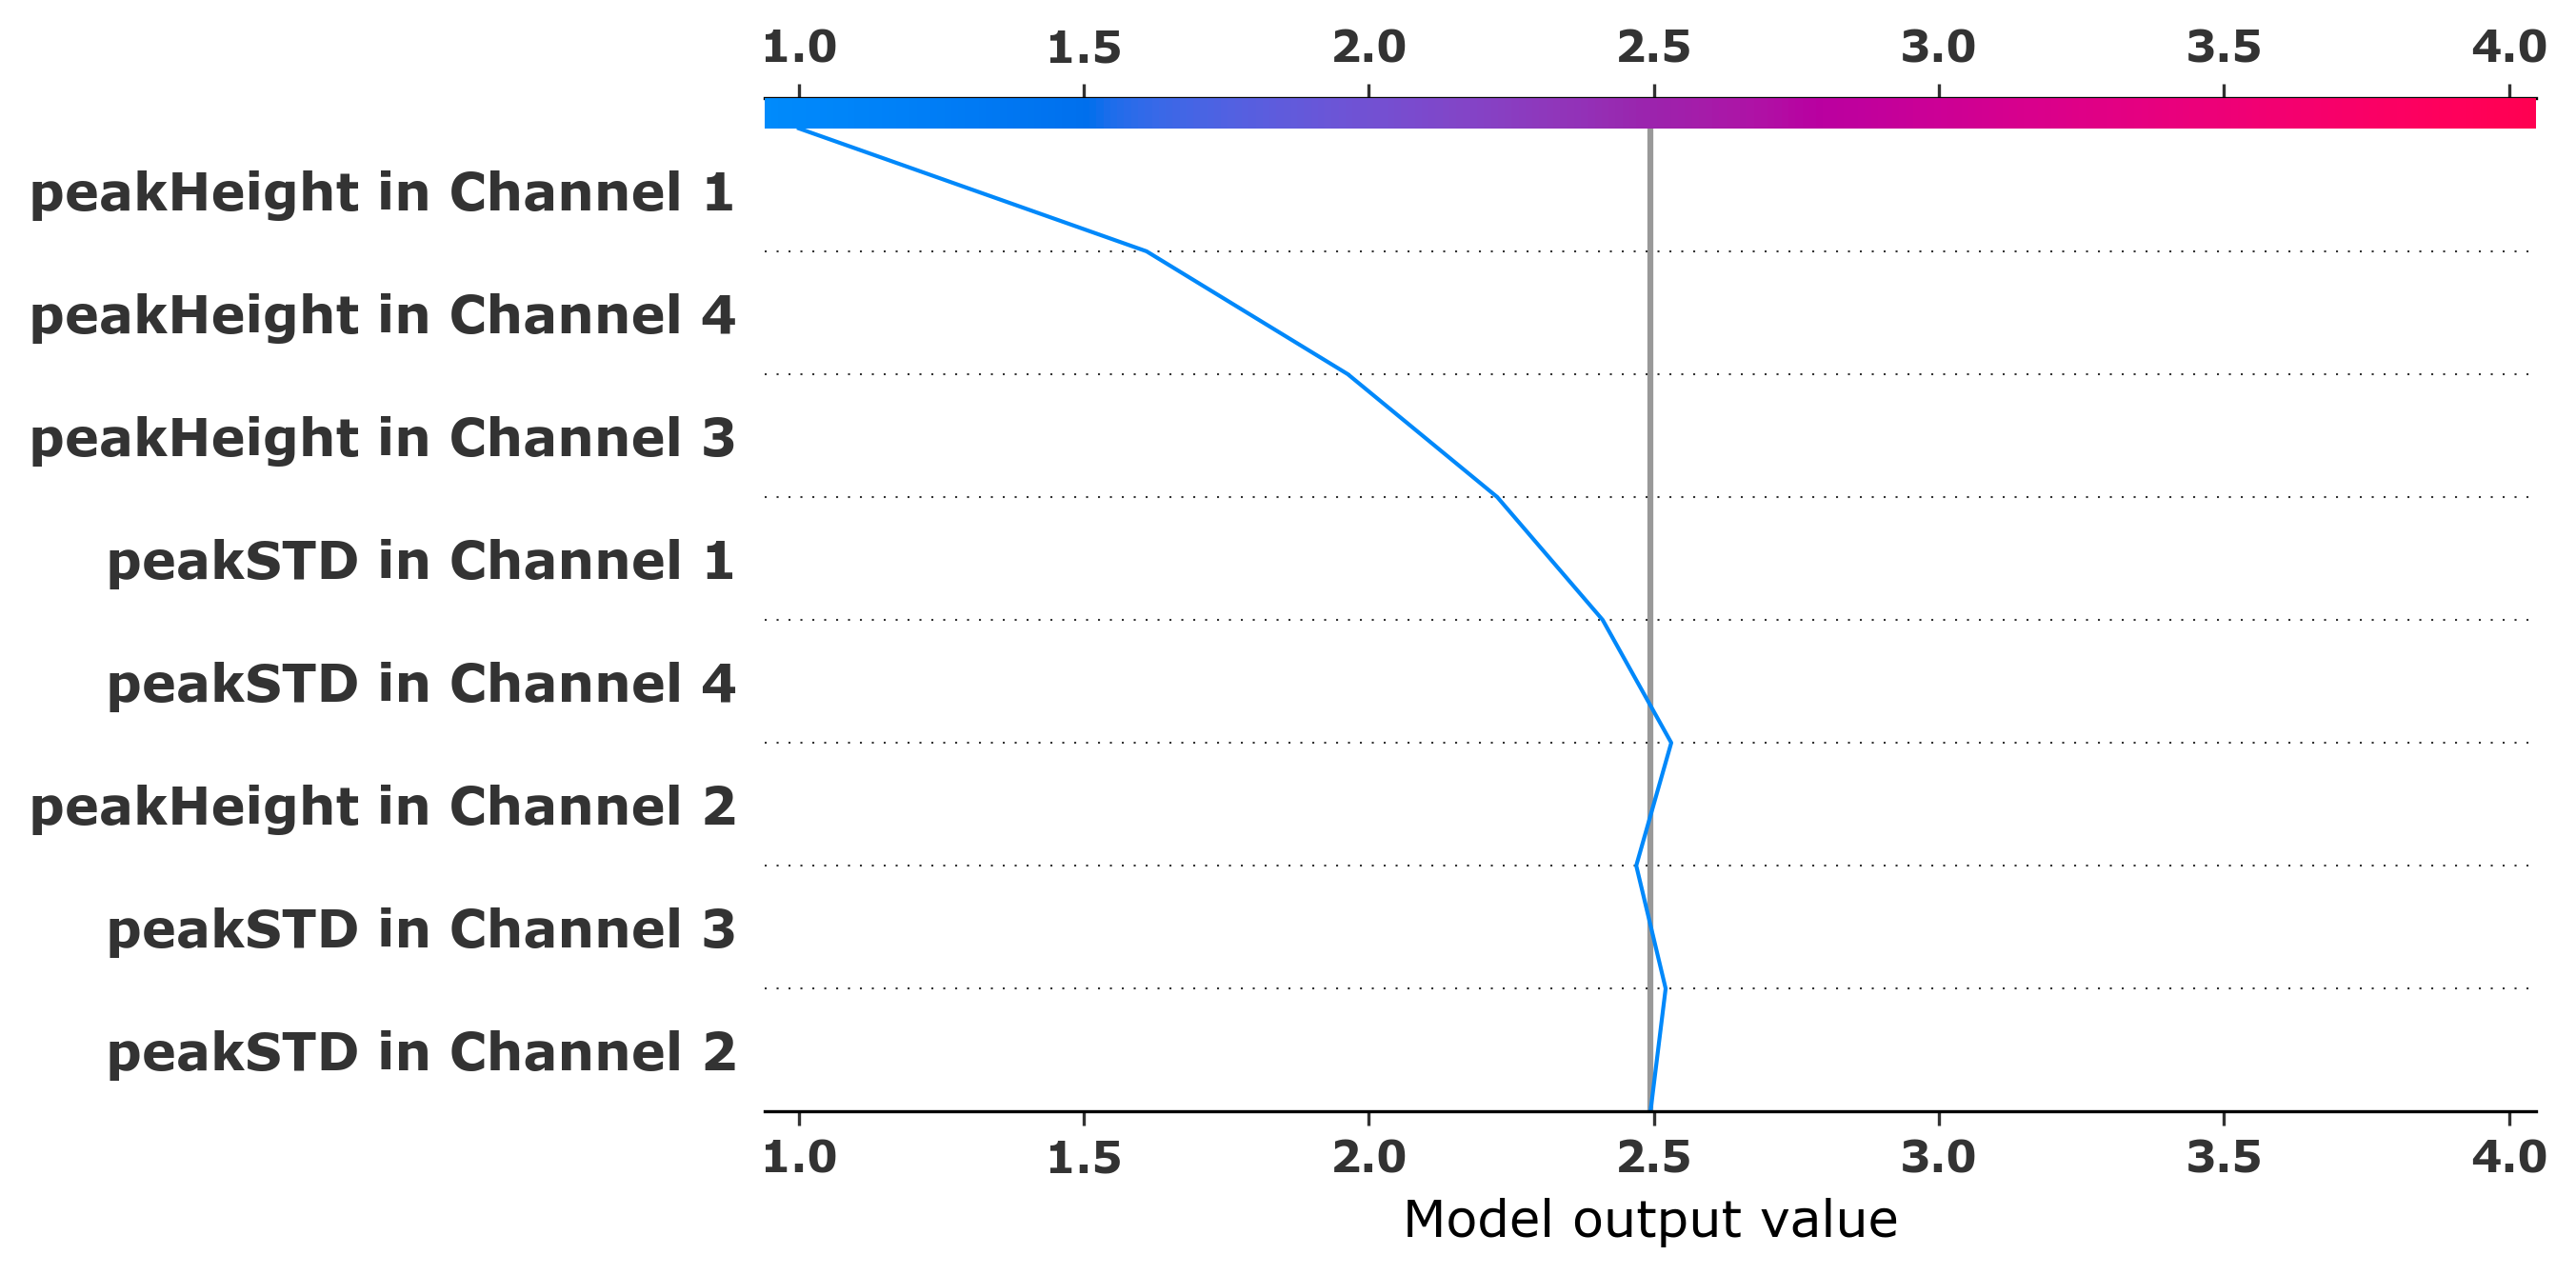 1.0 1.5 2.0 2.5 3.0 3.5 4.0
peakHeight in Channel 1
peakHeight in Channel 4
peakHeight in Channel 3
peakSTD in Channel 1
peakSTD in Channel 4
peakHeight in Channel 2
peakSTD in Channel 3
peakSTD in Channel 2
1.0 1.5 2.0 2.5 3.0 3.5 4.0
Model output value